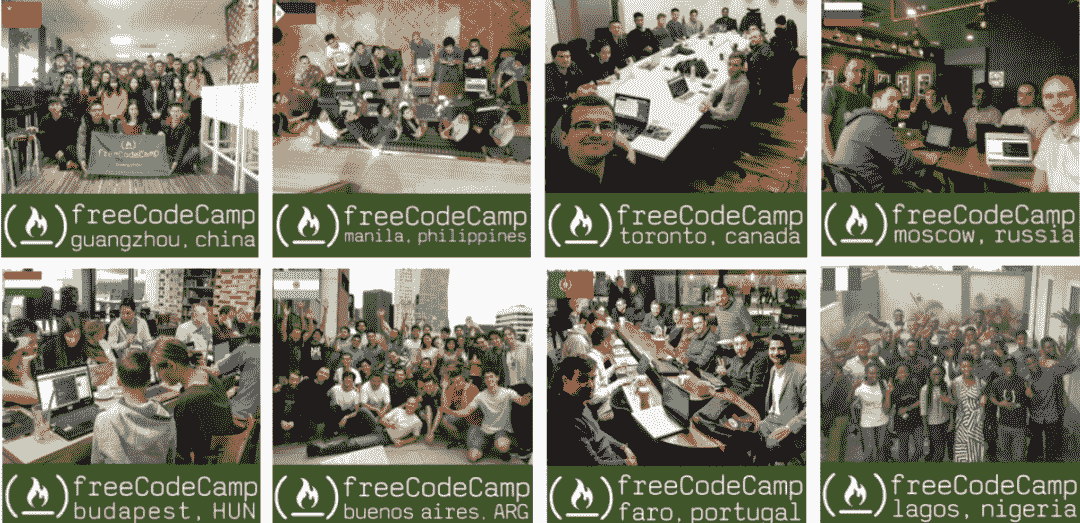 freeCodeCamp
freeCodeCamp
guangzhou, china
freeCodeCamp
manila, philippines
freeCodeCamp
toronto, canada
freeCodeCamp
moscow, russia
freeCodeCamp
budapest, HUN
freeCodeCamp
buenos aires, ARG
freeCodeCamp
faro, portugal
freeCodeCamp
lagos, nigeria